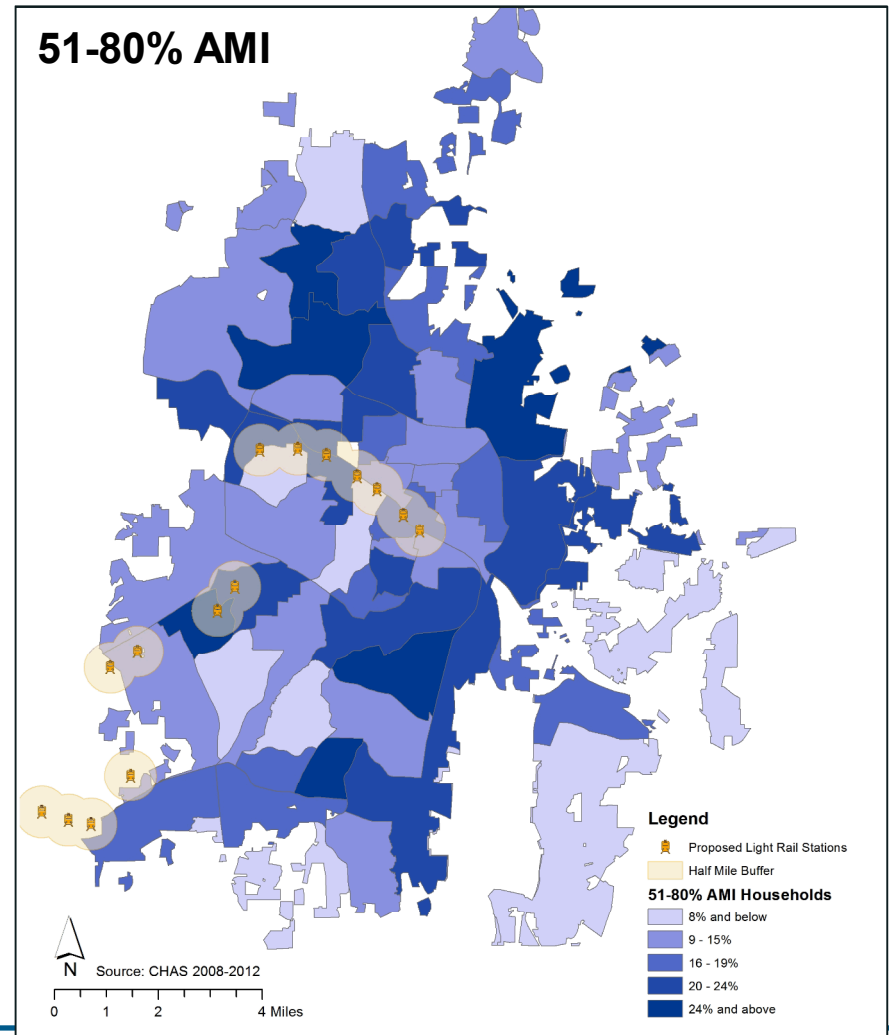 51-80% AMI
Legend
Proposed Light Rail Stations
Half Mile Buffer
51-80% AMI Households
8% and below
9 - 15%
16 - 19%
20 - 24%
24% and above
N
Source: CHAS 2008-2012
0 1 2 4 Miles